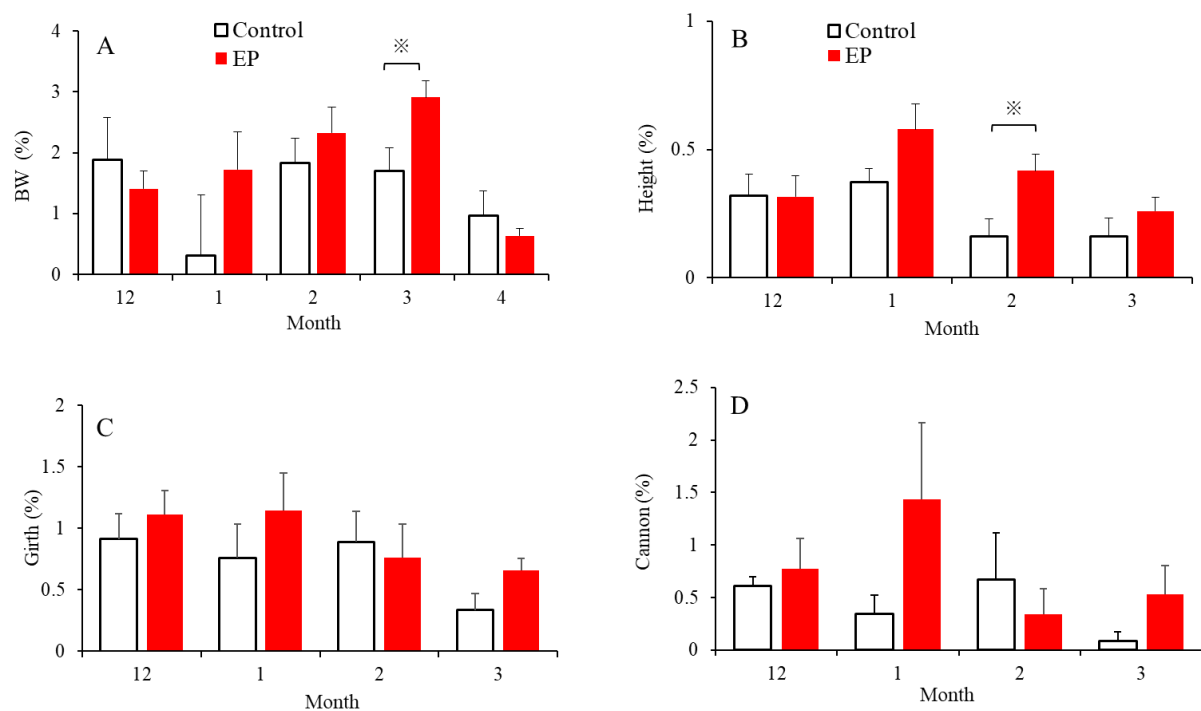 A
Control
EP
※
4
3
2
1
0
BW (%)
12 1 2 3 4
Month
B
Control
EP
※
1
0.5
0
Height (%)
12 1 2 3
Month
C
2
1.5
1
0.5
0
Girth (%)
12 1 2 3
Month
D
2.5
2
1.5
1
0.5
0
Cannon (%)
12 1 2 3
Month